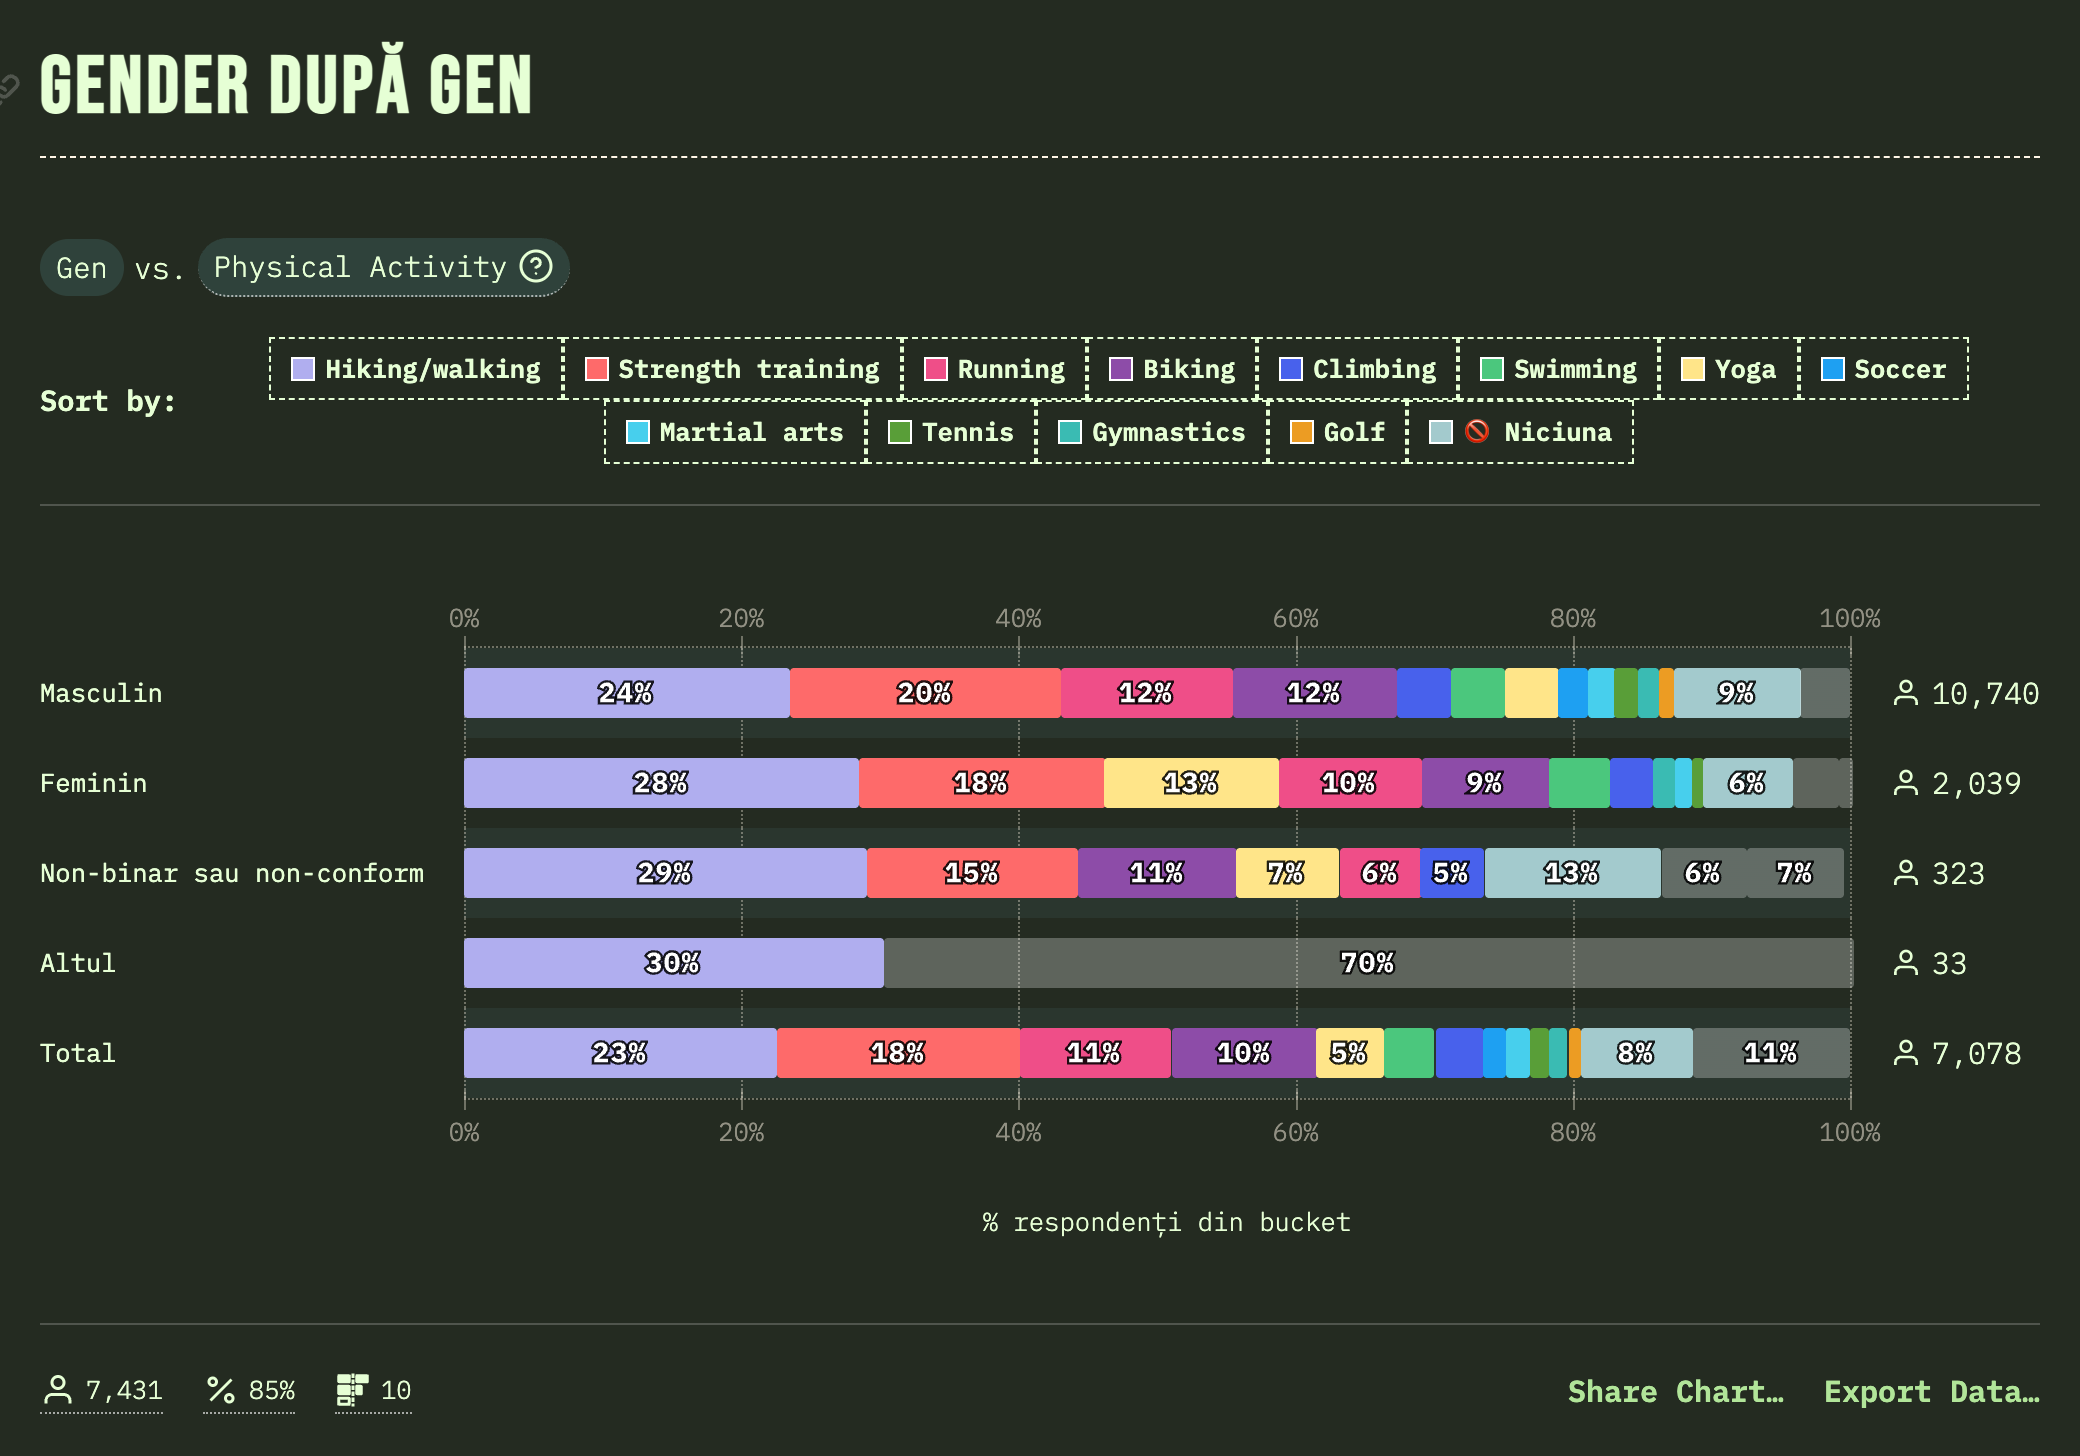 GENDER DUPĂ GEN
Gen vs. Physical Activity ?
Sort by:
Hiking/walking Strength training Running Biking Climbing Swimming Yoga Soccer
Martial arts Tennis Gymnastics Golf 🚫 Niciuna
0% 20% 40% 60% 80% 100%
Masculin 24% 20% 12% 12% 9% 10,740
Feminin 28% 18% 13% 10% 9% 6% 2,039
Non-binar sau non-conform 29% 15% 11% 7% 6% 5% 13% 6% 7% 323
Altul 30% 70% 33
Total 23% 18% 11% 10% 5% 8% 11% 7,078
0% 20% 40% 60% 80% 100%
% respondenți din bucket
7,431 85% 10 Share Chart… Export Data…